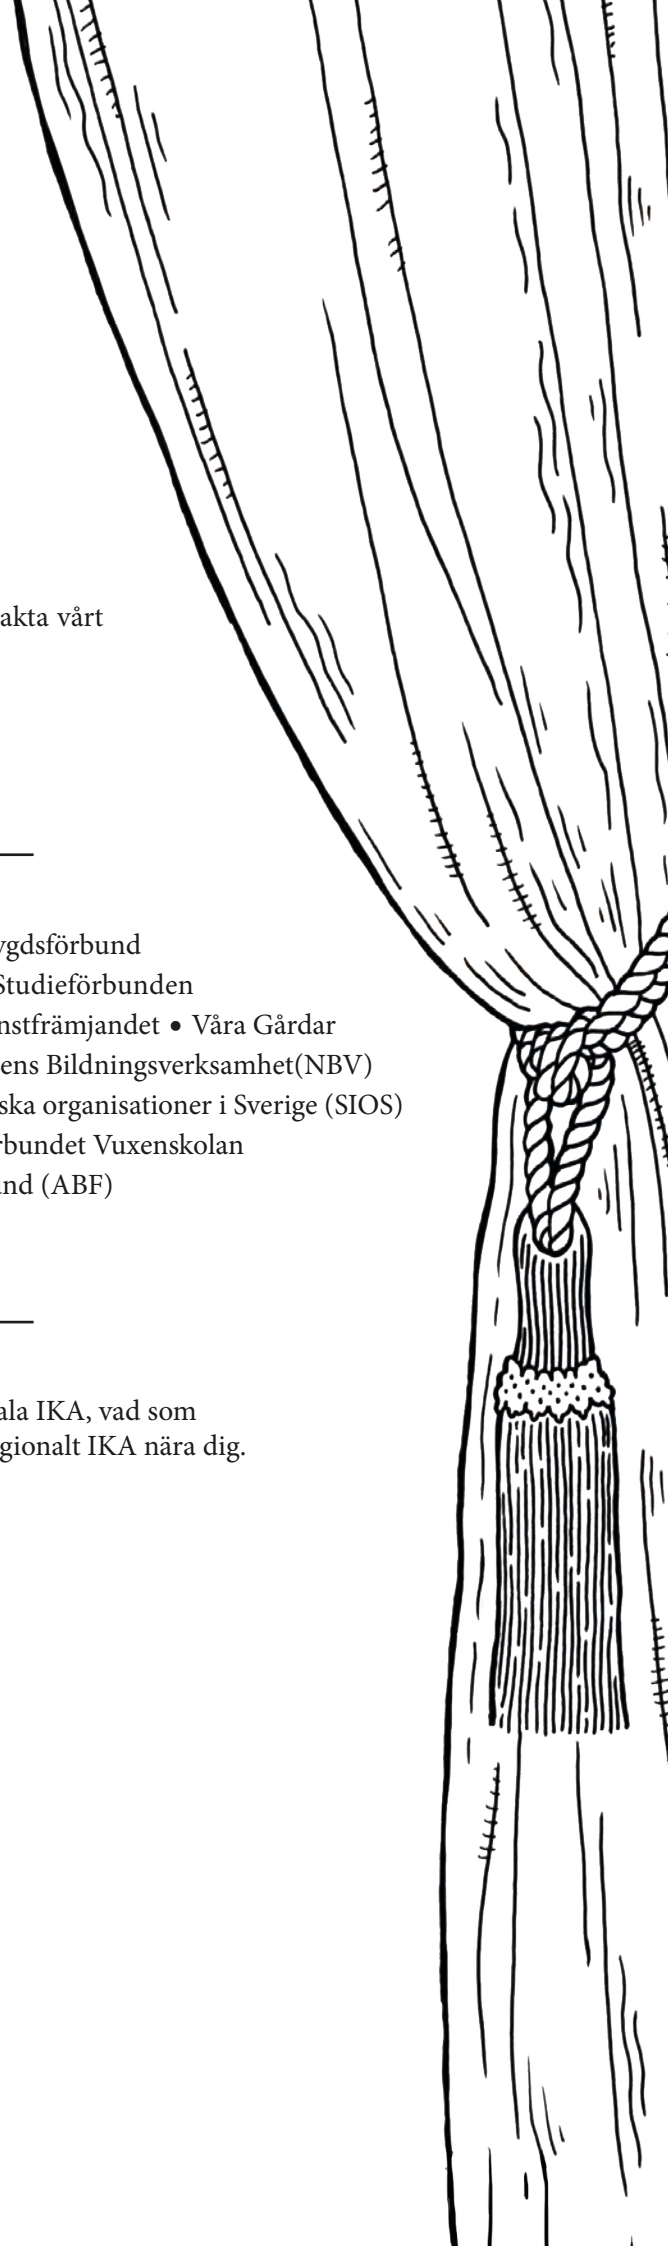 akta vårt
ygdsförbund
Studieförbunden
nstfrämjandet • Våra Gårdar
ens Bildningsverksamhet(NBV)
ska organisationer i Sverige (SIOS)
rbundet Vuxenskolan
und (ABF)
ala IKA, vad som
gionalt IKA nära dig.